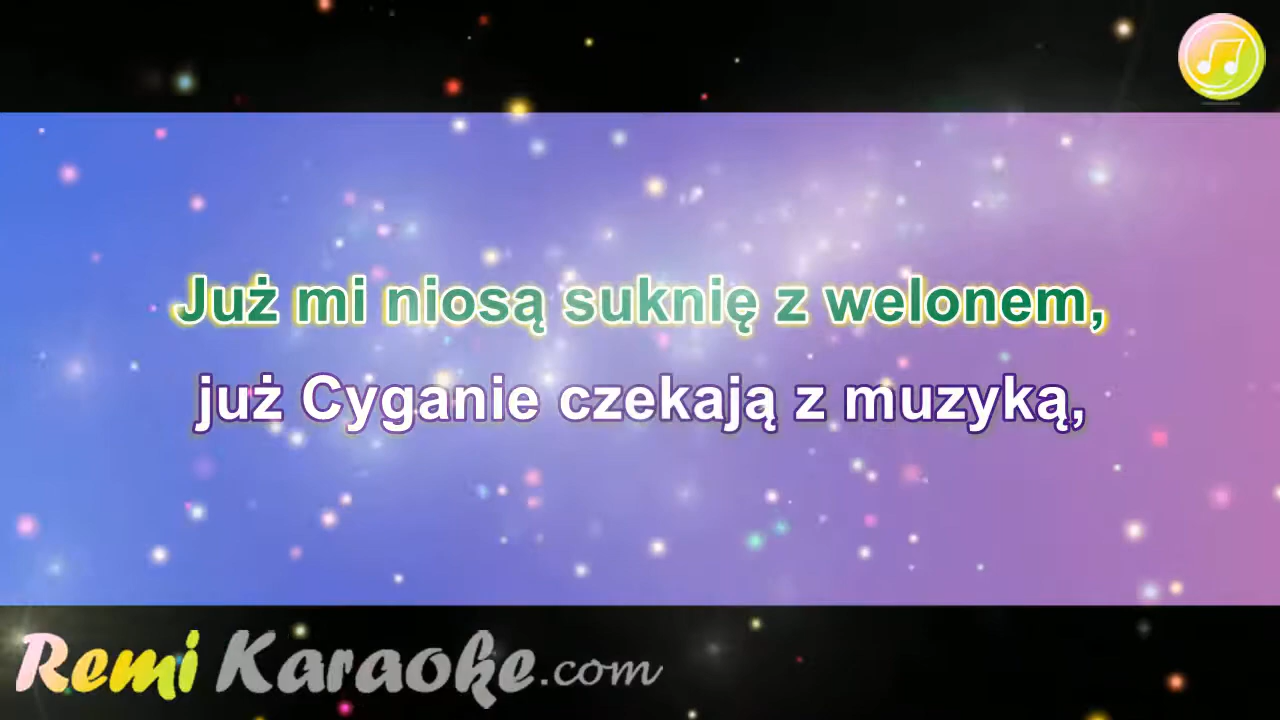 Już mi niosą suknię z welonem,
już Cyganie czekają z muzyką,
Remi Karaoke.com